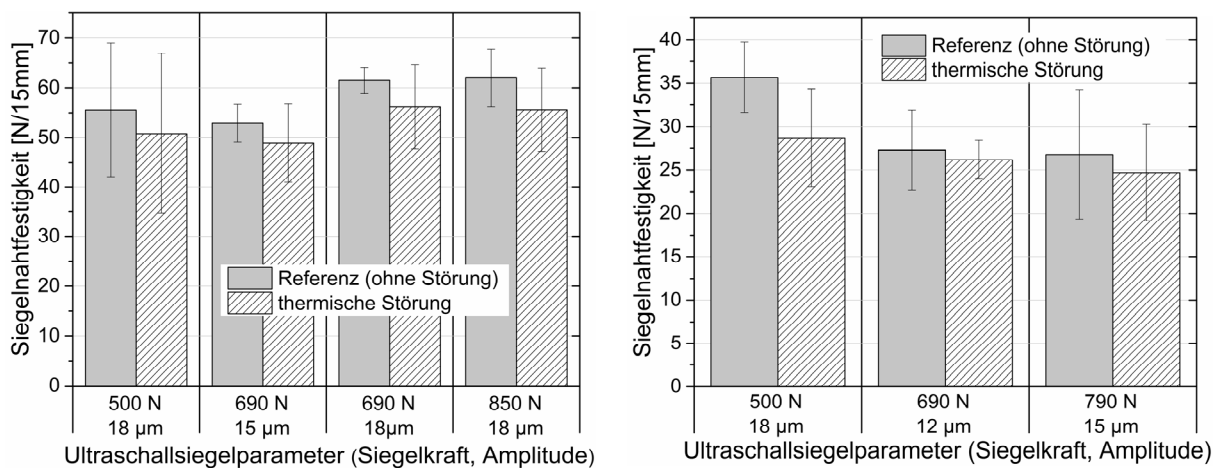 Siegelnahtfestigkeit [N/15mm]
70
60
50
40
30
20
10
0
Referenz (ohne Störung)
thermische Störung
500 N
18 µm
690 N
15 µm
690 N
18µm
850 N
18 µm
Ultraschallsiegelparameter (Siegelkraft, Amplitude)
Siegelnahtfestigkeit [N/15mm]
40
35
30
25
20
15
10
5
0
Referenz (ohne Störung)
thermische Störung
500 N
18 µm
690 N
12 µm
790 N
15 µm
Ultraschallsiegelparameter (Siegelkraft, Amplitude)